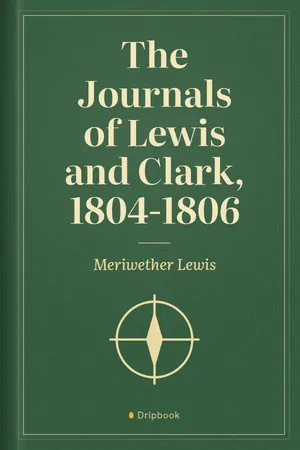 The
Journals
of Lewis
and Clark,
1804-1806
Meriwether Lewis
Dripbook